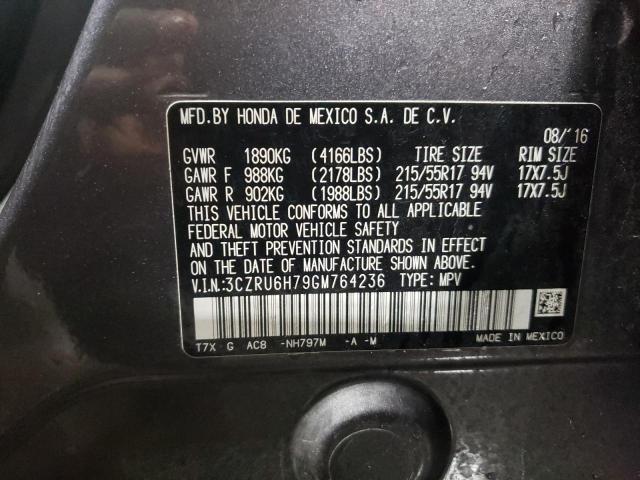 MFD.BY HONDA DE MEXICO S.A. DE C.V.
08/'16
GVWR 1890KG (4166LBS) TIRE SIZE RIM SIZE
GAWR F 988KG (2178LBS) 215/55R17 94V 17X7.5J
GAWR R 902KG (1988LBS) 215/55R17 94V 17X7.5J
THIS VEHICLE CONFORMS TO ALL APPLICABLE
FEDERAL MOTOR VEHICLE SAFETY
AND THEFT PREVENTION STANDARDS IN EFFECT
ON THE DATE OF MANUFACTURE SHOWN ABOVE.
V.I.N.:3CZRU6H79GM764236 TYPE: MPV
T7X G AC8 -NH797M -A -M MADE IN MEXICO